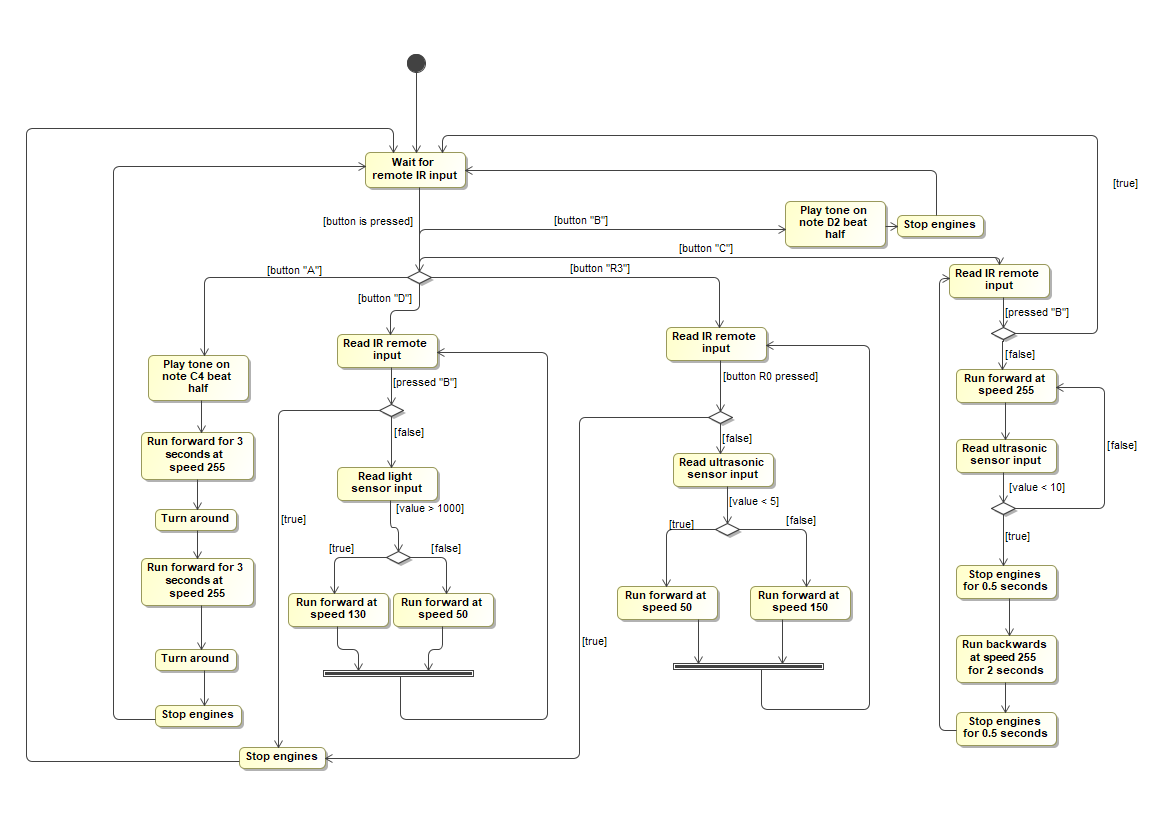 Wait for
remote IR input
[true]
[button is pressed]
[button "B"]
Play tone on
note D2 beat
half
Stop engines
[button "C"]
[button "A"]
[button "R3"]
[button "D"]
Read IR remote
input
[pressed "B"]
[false]
Run forward at
speed 255
[false]
Read ultrasonic
sensor input
[value < 10]
[true]
Stop engines
for 0.5 seconds
Run backwards
at speed 255
for 2 seconds
Stop engines
for 0.5 seconds
Play tone on
note C4 beat
half
Run forward for 3
seconds at
speed 255
Turn around
Run forward for 3
seconds at
speed 255
Turn around
Stop engines
Read IR remote
input
[pressed "B"]
[false]
Read light
sensor input
[value > 1000]
[true]
[true]
[false]
Run forward at
speed 130
Run forward at
speed 50
Read IR remote
input
[button R0 pressed]
[false]
Read ultrasonic
sensor input
[value < 5]
[true]
[false]
Run forward at
speed 50
Run forward at
speed 150
[true]
Stop engines